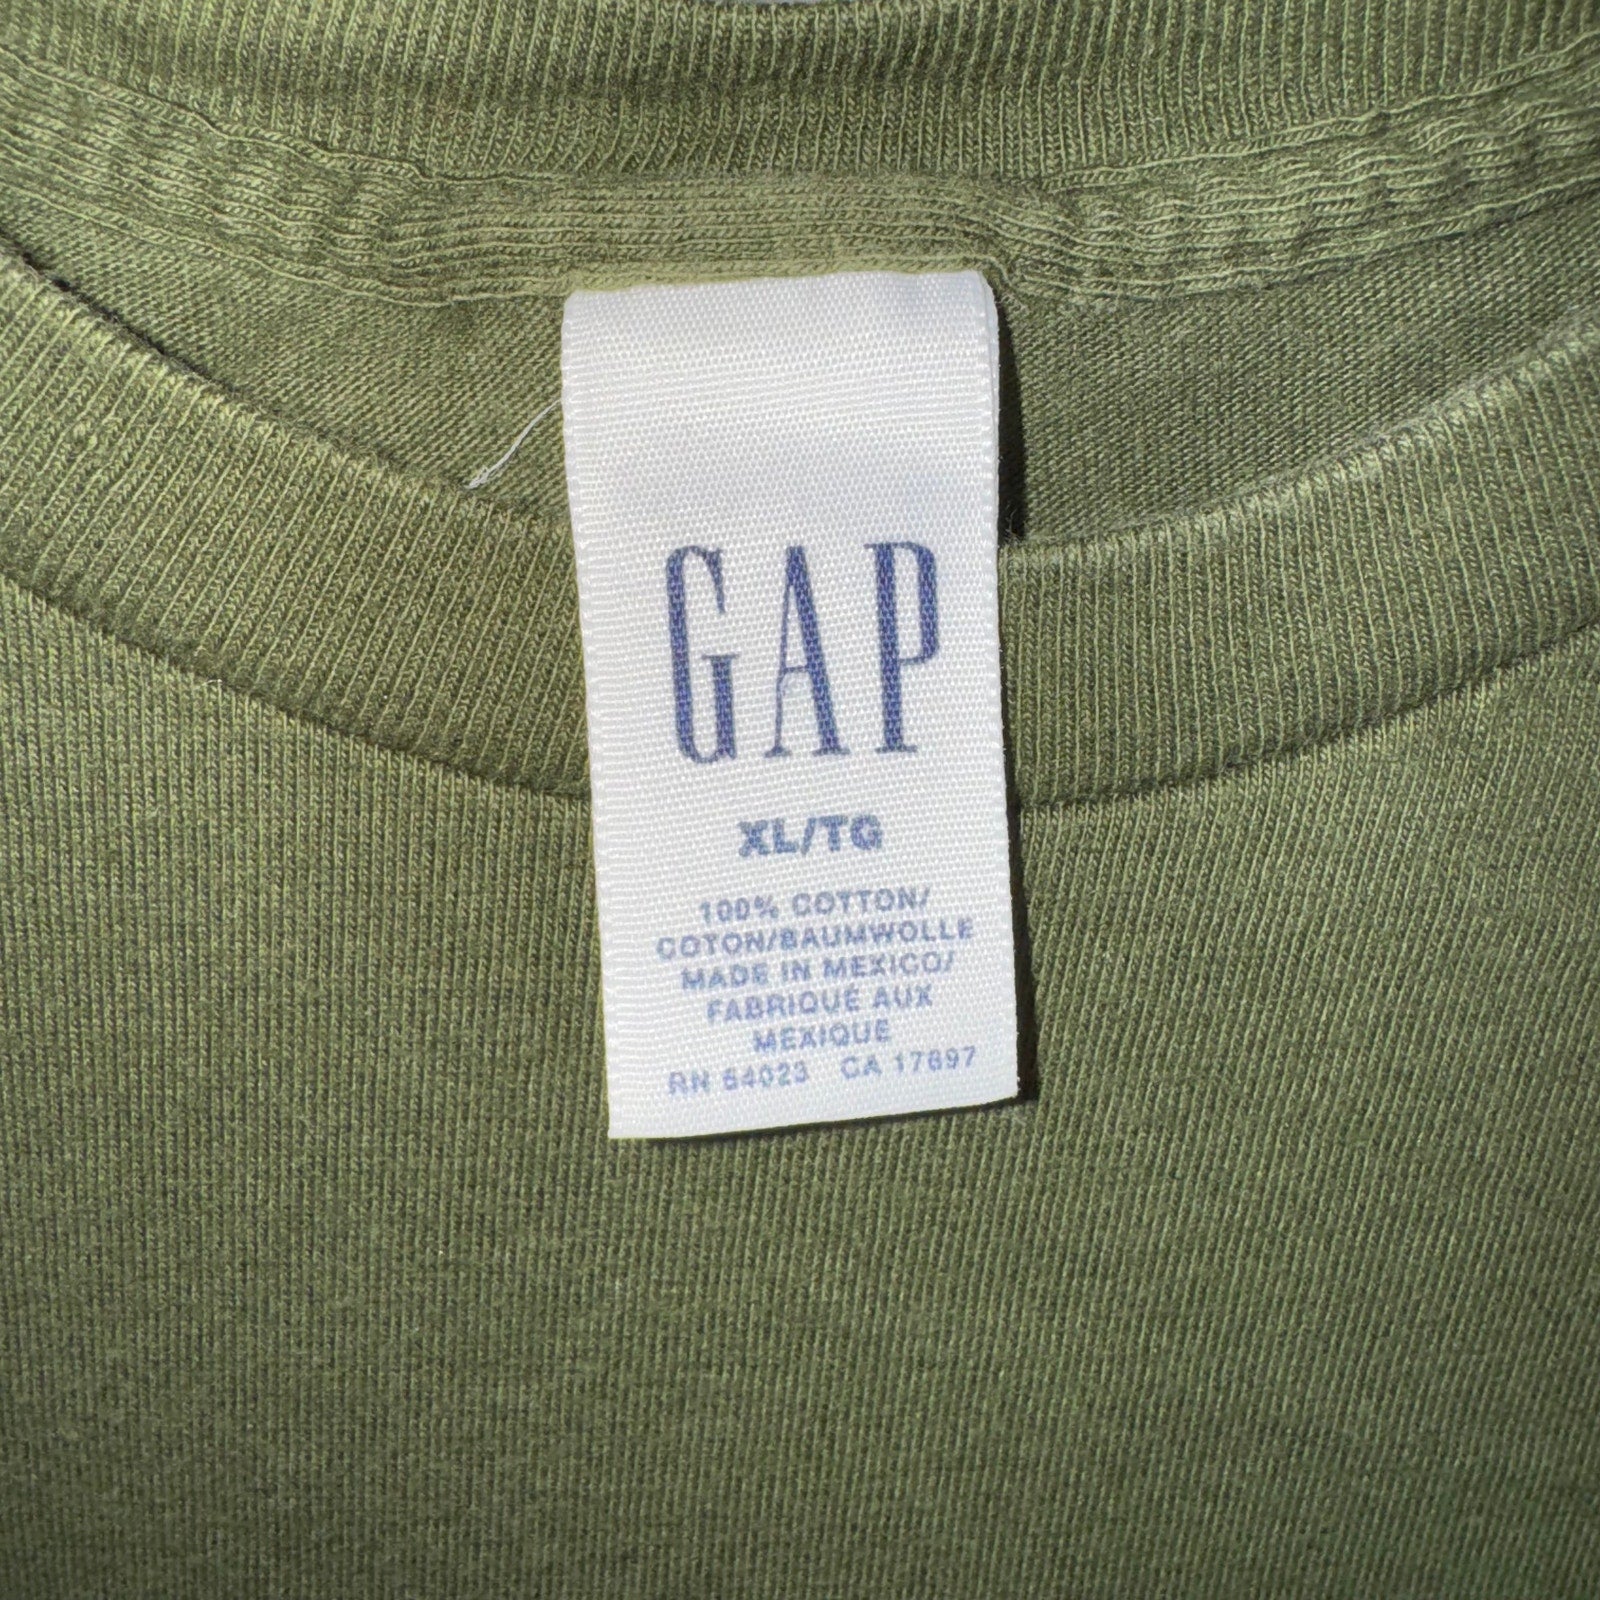 GAP
XL/TG
100% COTTON/
COTON/BAUMWOLLE
MADE IN MEXICO/
FABRIQUÉ AUX
MEXIQUE
RN 54023 CA 17897